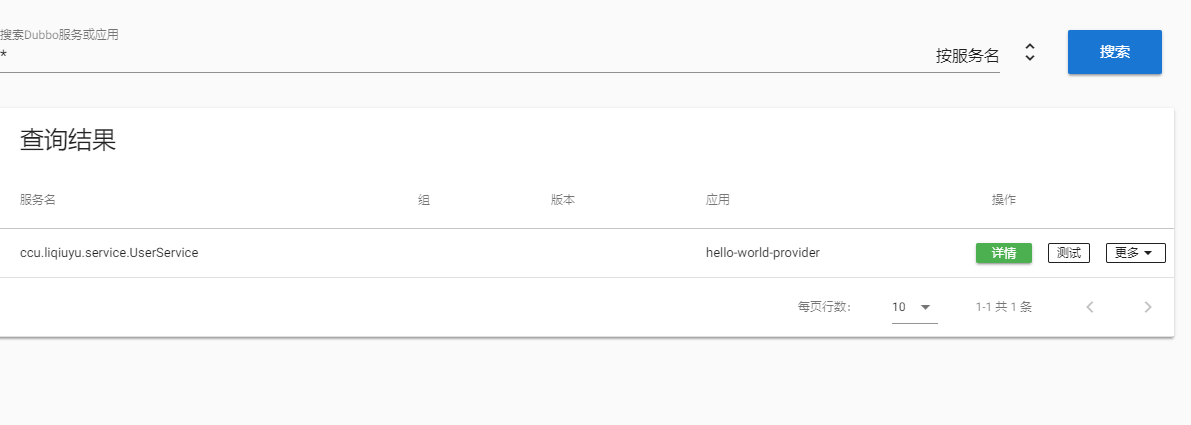 搜索Dubbo服务或应用
*
按服务名
搜索
查询结果
服务名 组 版本 应用 操作
ccu.liqiuyu.service.UserService hello-world-provider 详情 测试 更多
每页行数: 10 1-1 共 1 条